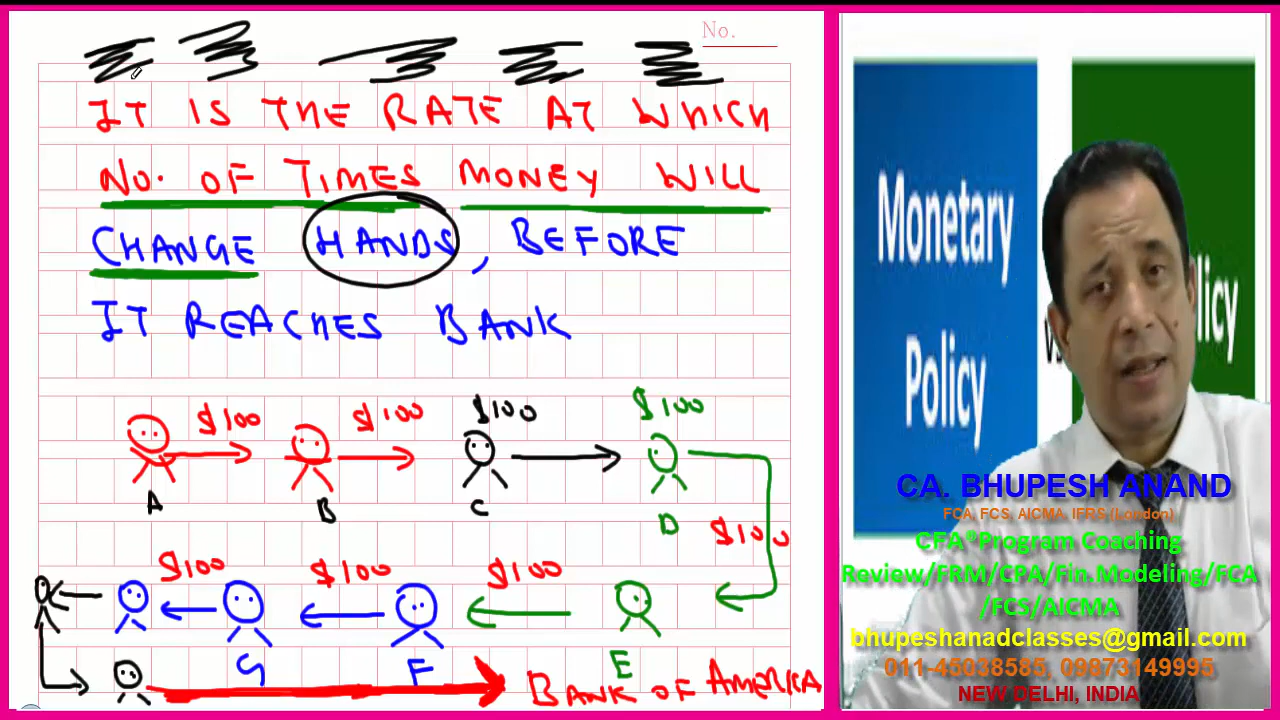 No.
IT IS THE RATE AT WHICH
No. OF TIMES MONEY WILL
CHANGE HANDS, BEFORE
IT REACHES BANK
$100 $100 $100 $100
A B C D
$100
$100 $100 $100
G F E
BANK OF AMERICA
Monetary
Policy
Vs
licy
CA. BHUPESH ANAND
FCA, FCS, AICMA, IFRS (London)
CFA®Program Coaching
Review/FRM/CPA/Fin.Modeling/FCA
/FCS/AICMA
bhupeshanadclasses@gmail.com
011-45038585, 09873149995
NEW DELHI, INDIA